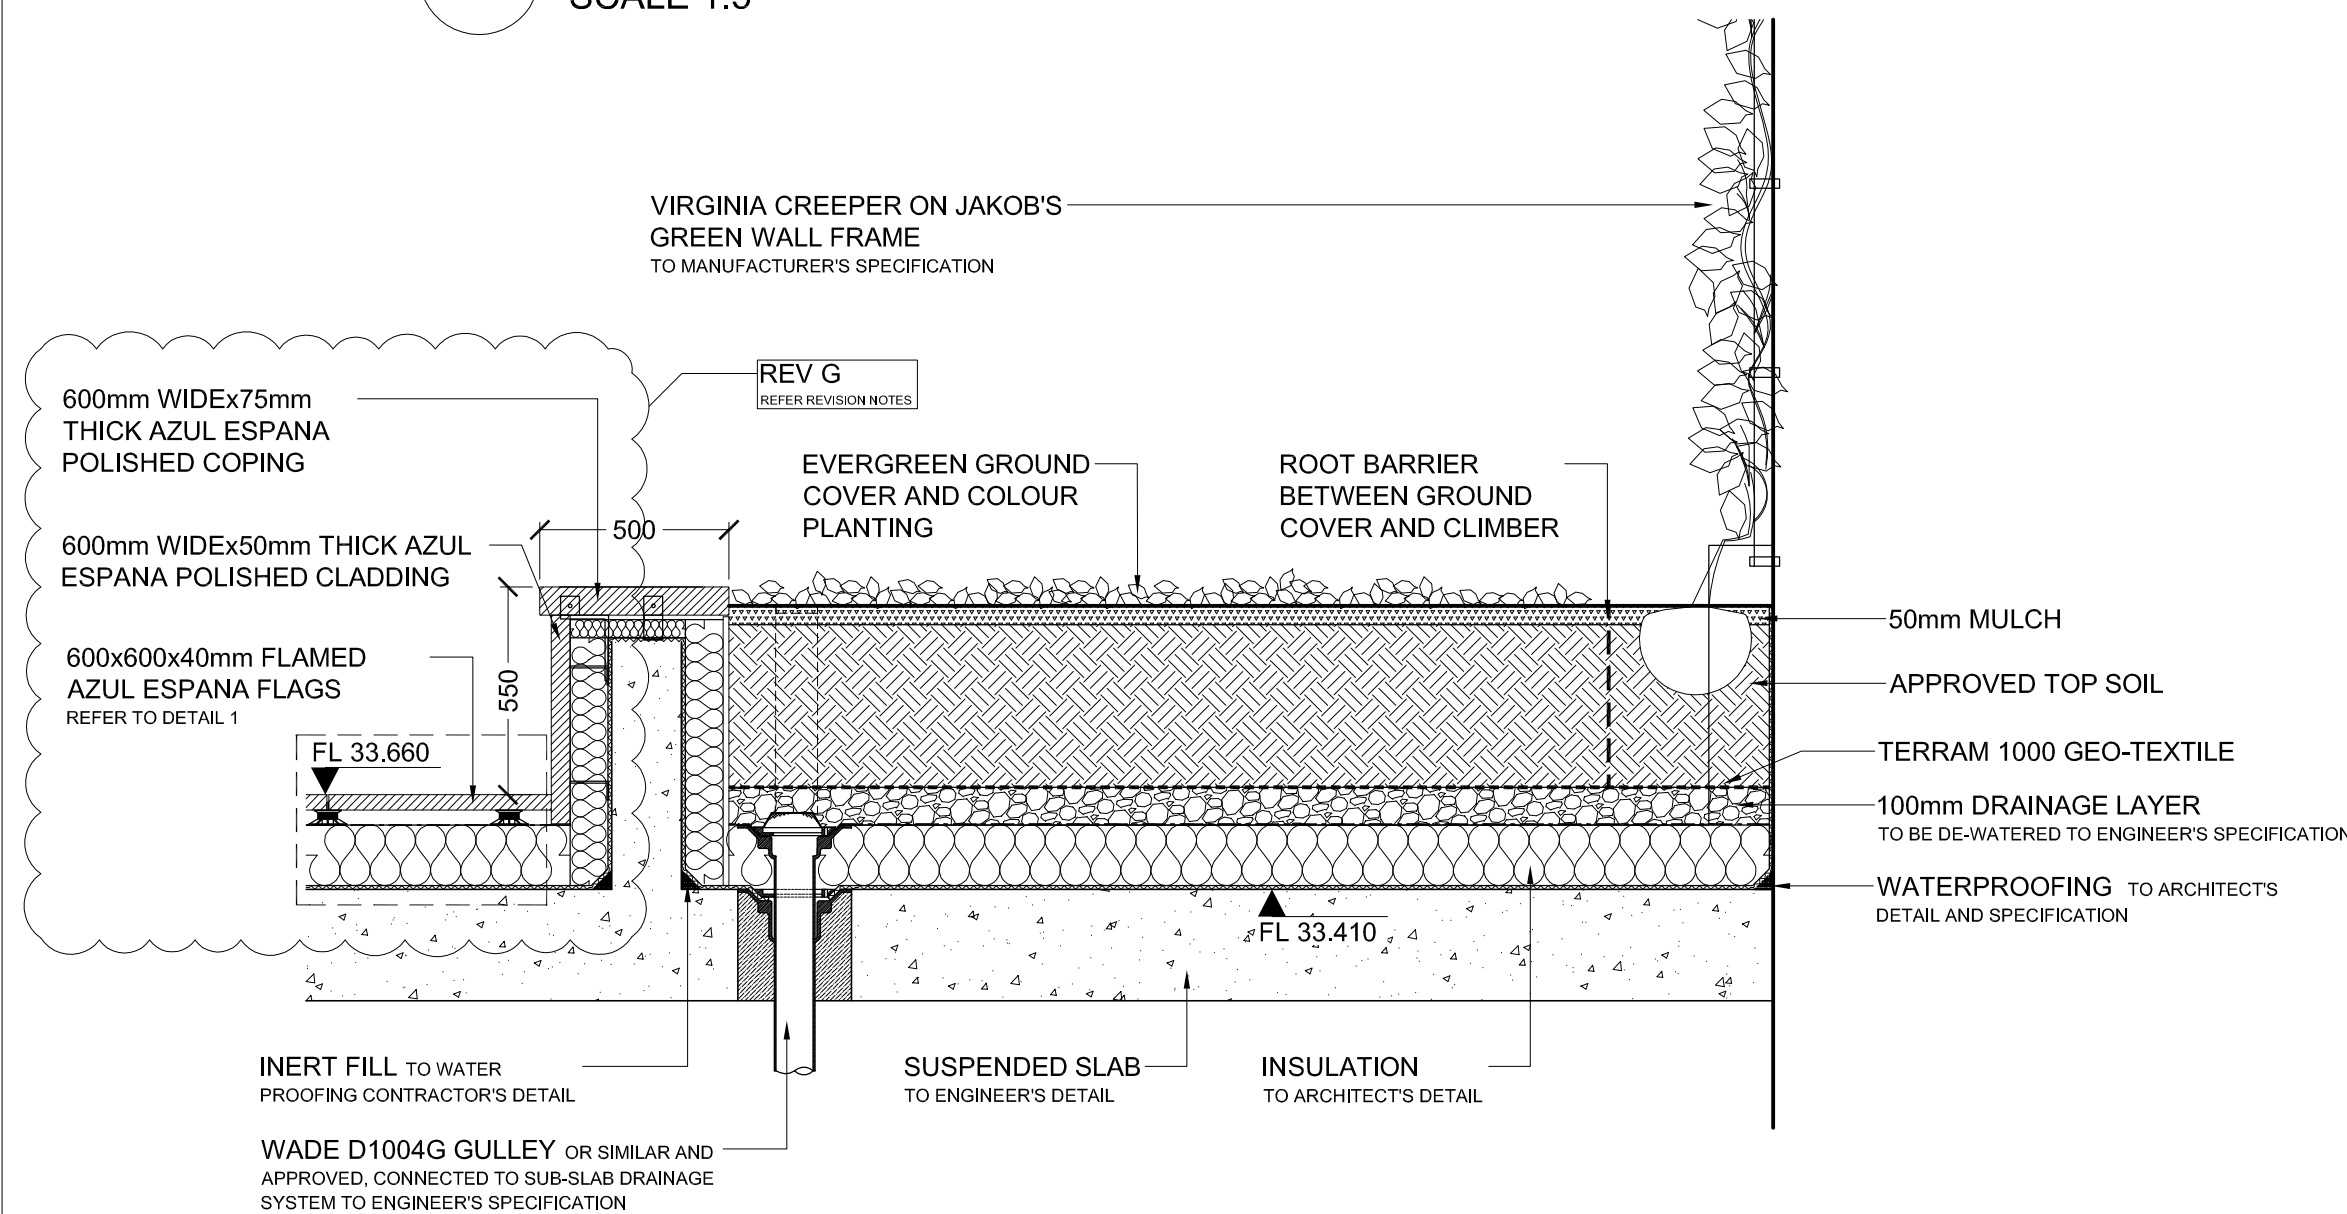 SCALE 1:5
VIRGINIA CREEPER ON JAKOB'S
GREEN WALL FRAME
TO MANUFACTURER'S SPECIFICATION
REV G
REFER REVISION NOTES
600mm WIDEx75mm
THICK AZUL ESPANA
POLISHED COPING
EVERGREEN GROUND
COVER AND COLOUR
PLANTING
ROOT BARRIER
BETWEEN GROUND
COVER AND CLIMBER
500
600mm WIDEx50mm THICK AZUL
ESPANA POLISHED CLADDING
600x600x40mm FLAMED
AZUL ESPANA FLAGS
REFER TO DETAIL 1
550
FL 33.660
50mm MULCH
APPROVED TOP SOIL
TERRAM 1000 GEO-TEXTILE
100mm DRAINAGE LAYER
TO BE DE-WATERED TO ENGINEER'S SPECIFICATION
WATERPROOFING TO ARCHITECT'S
DETAIL AND SPECIFICATION
FL 33.410
INERT FILL TO WATER
PROOFING CONTRACTOR'S DETAIL
SUSPENDED SLAB
TO ENGINEER'S DETAIL
INSULATION
TO ARCHITECT'S DETAIL
WADE D1004G GULLEY OR SIMILAR AND
APPROVED, CONNECTED TO SUB-SLAB DRAINAGE
SYSTEM TO ENGINEER'S SPECIFICATION